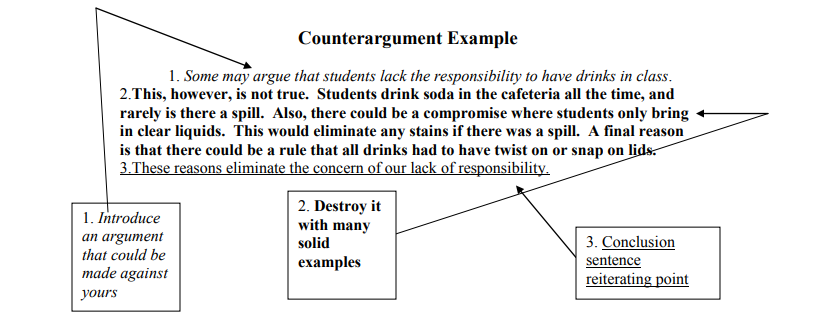 Counterargument Example
1. Some may argue that students lack the responsibility to have drinks in class.
2.This, however, is not true. Students drink soda in the cafeteria all the time, and
rarely is there a spill. Also, there could be a compromise where students only bring
in clear liquids. This would eliminate any stains if there was a spill. A final reason
is that there could be a rule that all drinks had to have twist on or snap on lids.
3.These reasons eliminate the concern of our lack of responsibility.
1. Introduce
an argument
that could be
made against
yours
2. Destroy it
with many
solid
examples
3. Conclusion
sentence
reiterating point